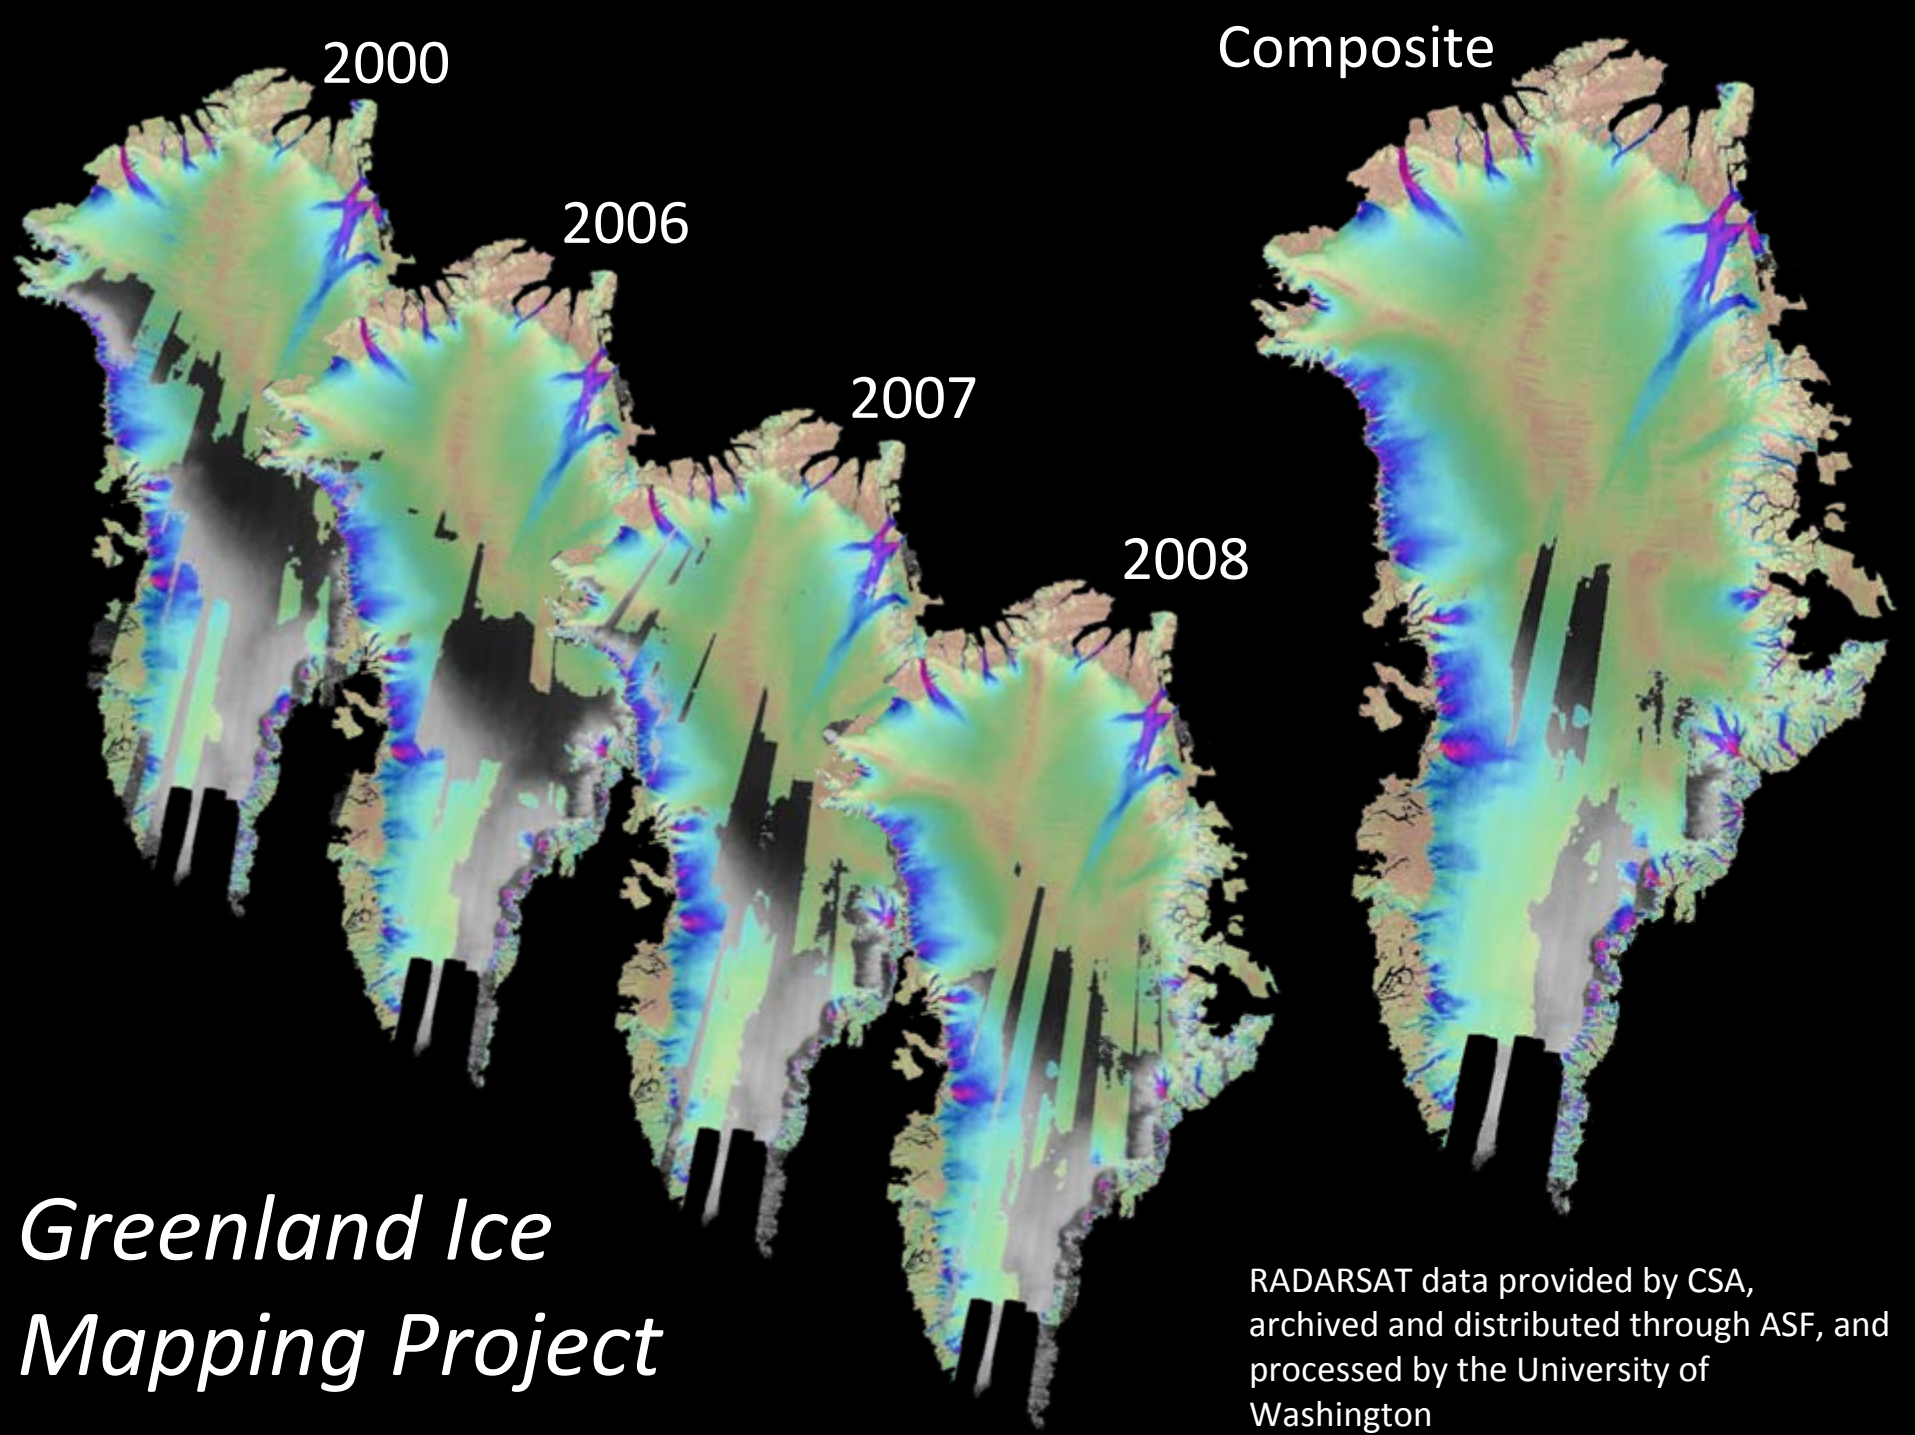 2000
Composite
2006
2007
2008
Greenland Ice
Mapping Project
RADARSAT data provided by CSA,
archived and distributed through ASF, and
processed by the University of
Washington